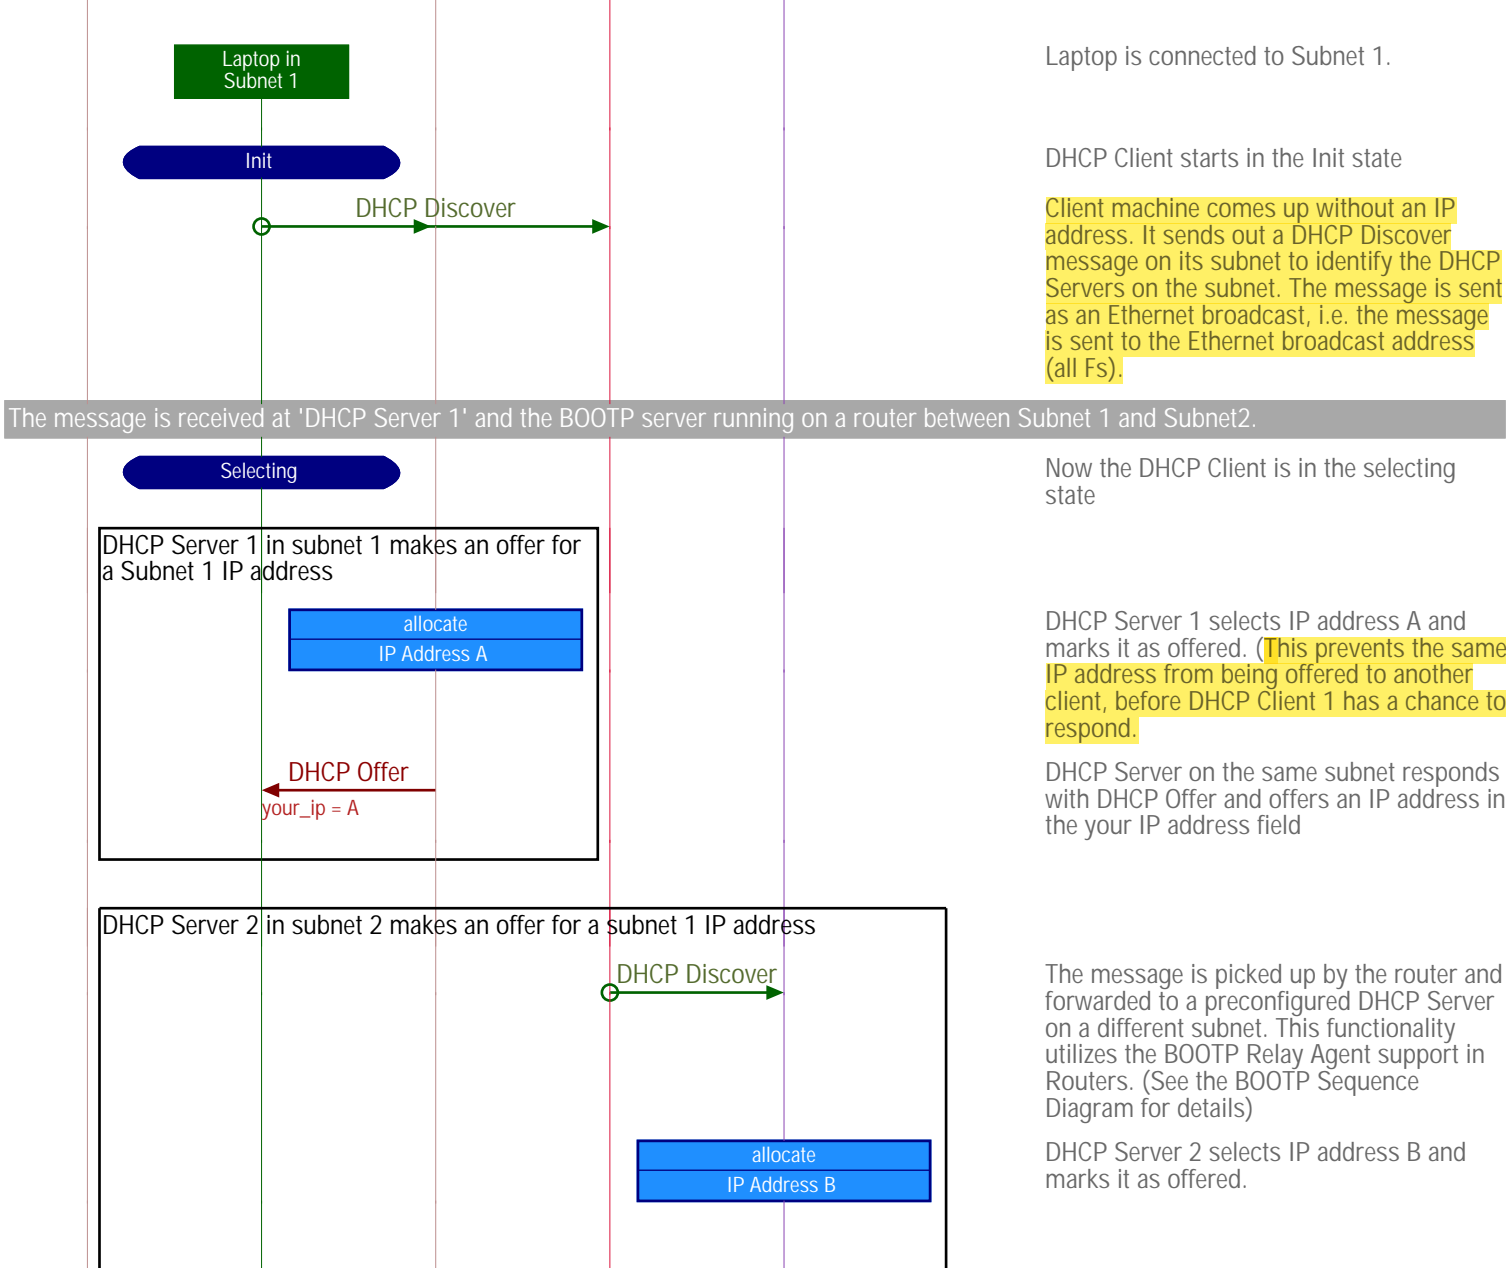 Laptop in
Subnet 1
Laptop is connected to Subnet 1.
Init
DHCP Client starts in the Init state
DHCP Discover
Client machine comes up without an IP
address. It sends out a DHCP Discover
message on its subnet to identify the DHCP
Servers on the subnet. The message is sent
as an Ethernet broadcast, i.e. the message
is sent to the Ethernet broadcast address
(all Fs).
The message is received at 'DHCP Server 1' and the BOOTP server running on a router between Subnet 1 and Subnet2.
Selecting
Now the DHCP Client is in the selecting
state
DHCP Server 1 in subnet 1 makes an offer for
a Subnet 1 IP address
allocate
IP Address A
DHCP Server 1 selects IP address A and
marks it as offered. (This prevents the same
IP address from being offered to another
client, before DHCP Client 1 has a chance to
respond.
DHCP Offer
your_ip = A
DHCP Server on the same subnet responds
with DHCP Offer and offers an IP address in
the your IP address field
DHCP Server 2 in subnet 2 makes an offer for a subnet 1 IP address
DHCP Discover
The message is picked up by the router and
forwarded to a preconfigured DHCP Server
on a different subnet. This functionality
utilizes the BOOTP Relay Agent support in
Routers. (See the BOOTP Sequence
Diagram for details)
allocate
IP Address B
DHCP Server 2 selects IP address B and
marks it as offered.